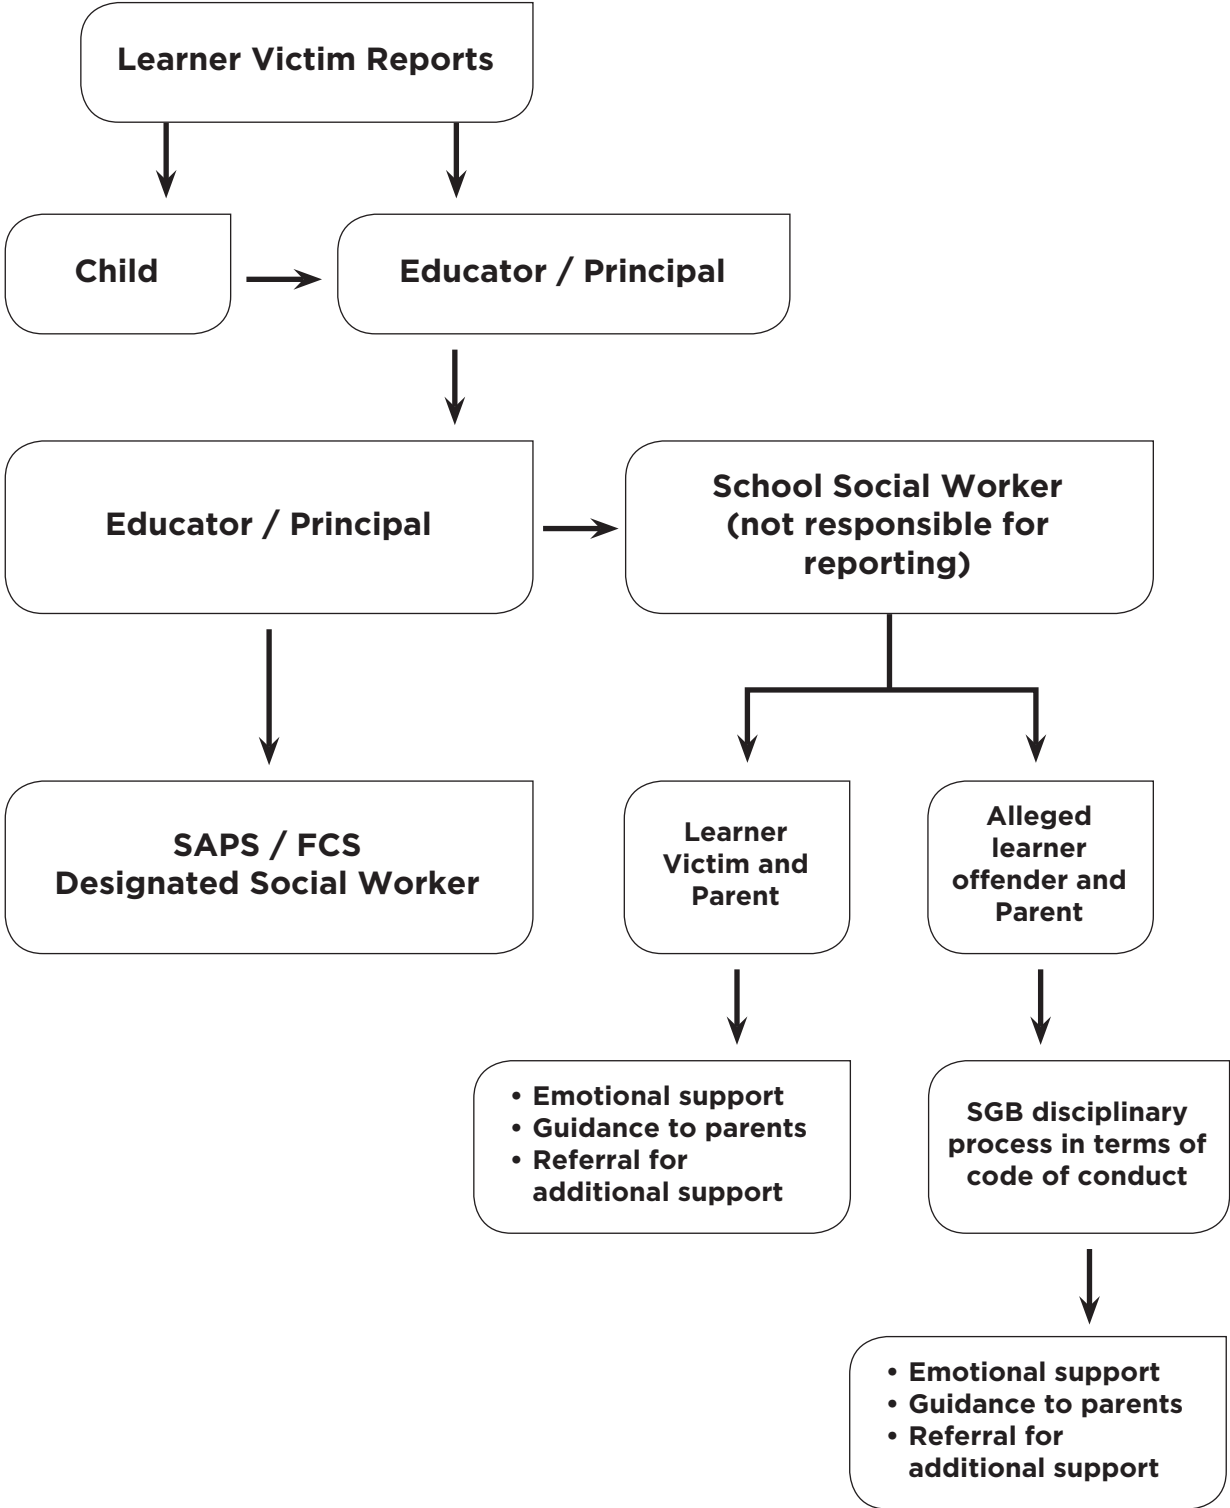 Learner Victim Reports
Child
Educator / Principal
Educator / Principal
School Social Worker
(not responsible for
reporting)
SAPS / FCS
Designated Social Worker
Learner
Victim and
Parent
Alleged
learner
offender and
Parent
• Emotional support
• Guidance to parents
• Referral for
additional support
SGB disciplinary
process in terms of
code of conduct
• Emotional support
• Guidance to parents
• Referral for
additional support